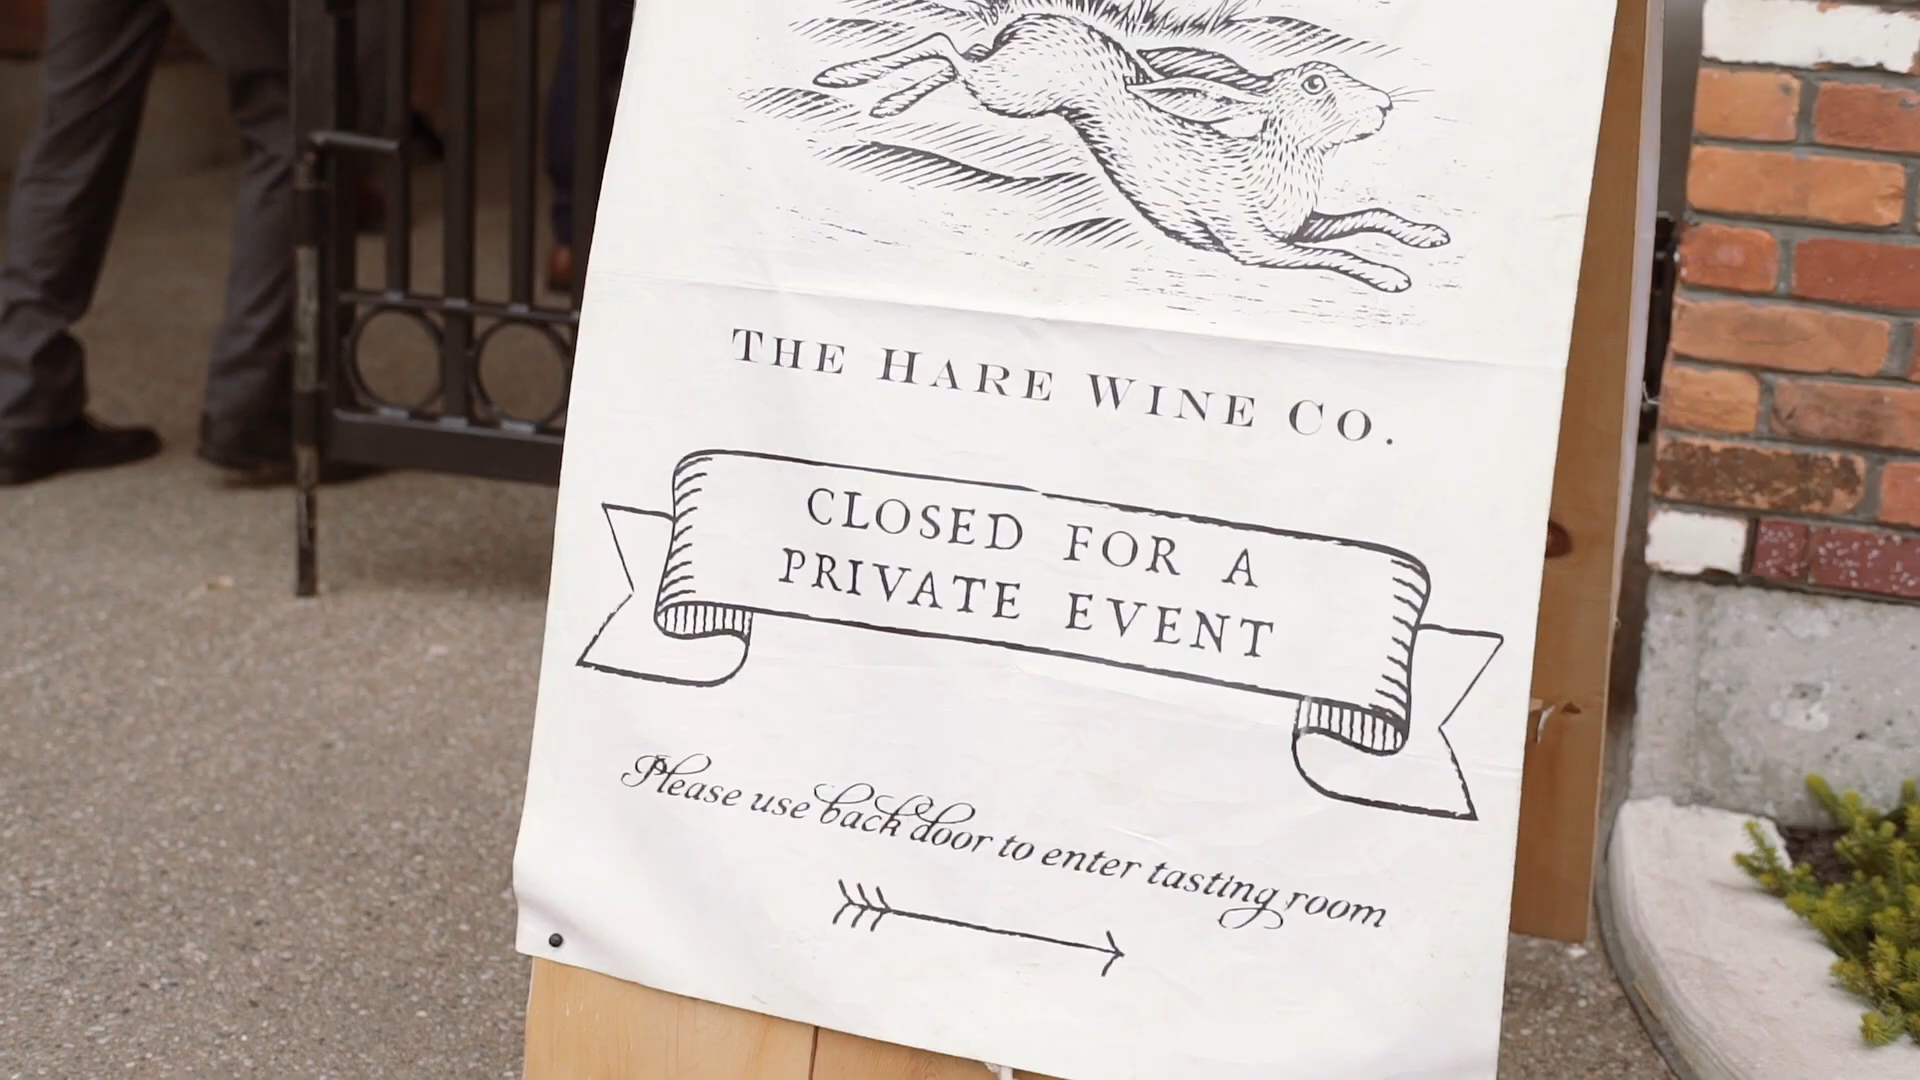 THE HARE WINE CO.
CLOSED FOR A
PRIVATE EVENT
Please use back door to enter tasting room